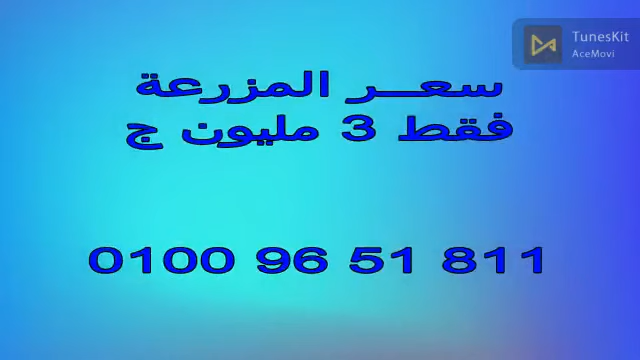 TunesKit
AceMovi
سعـــر المزرعة
فقط 3 مليون ج
0100 96 51 811